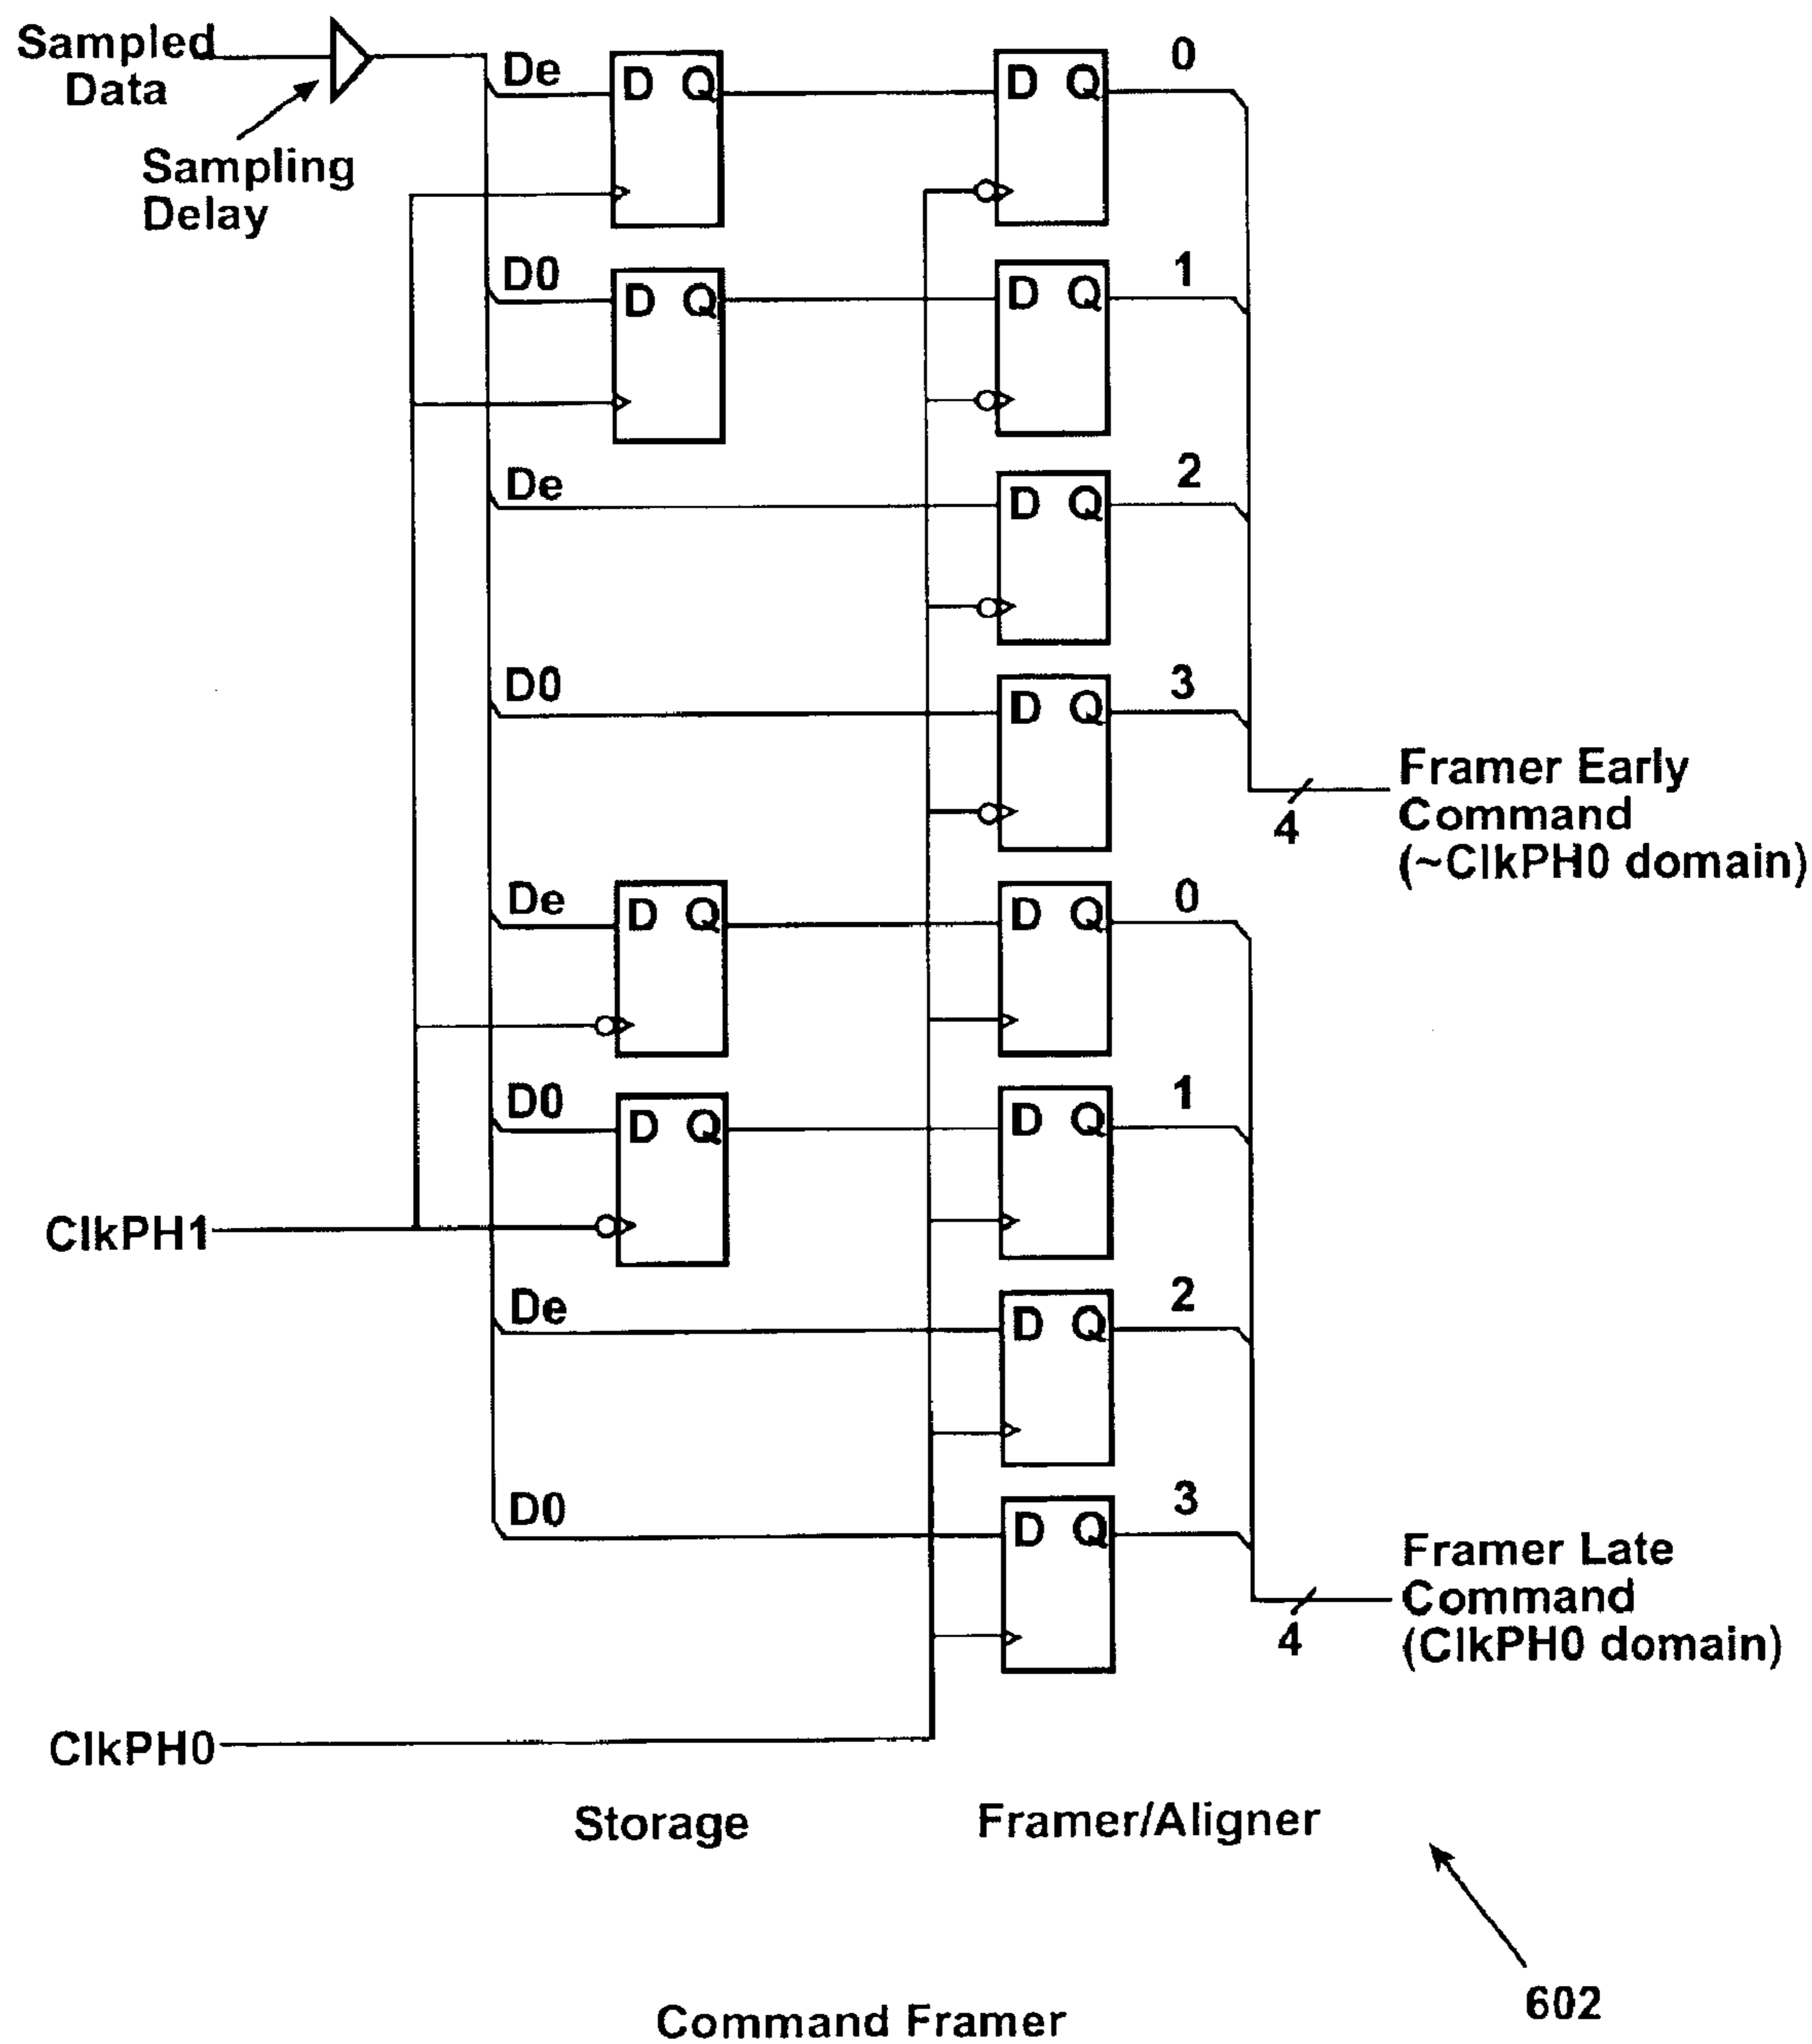 Sampled
Data
Sampling
Delay
De
D Q
D Q
0
D0
D Q
D Q
1
De
D Q
2
D0
D Q
3
Framer Early
Command
(~ClkPH0 domain)
4
De
D Q
D Q
0
D0
D Q
D Q
1
ClkPH1
De
D Q
2
D0
D Q
3
Framer Late
Command
(ClkPH0 domain)
4
ClkPH0
Storage
Framer/Aligner
602
Command Framer